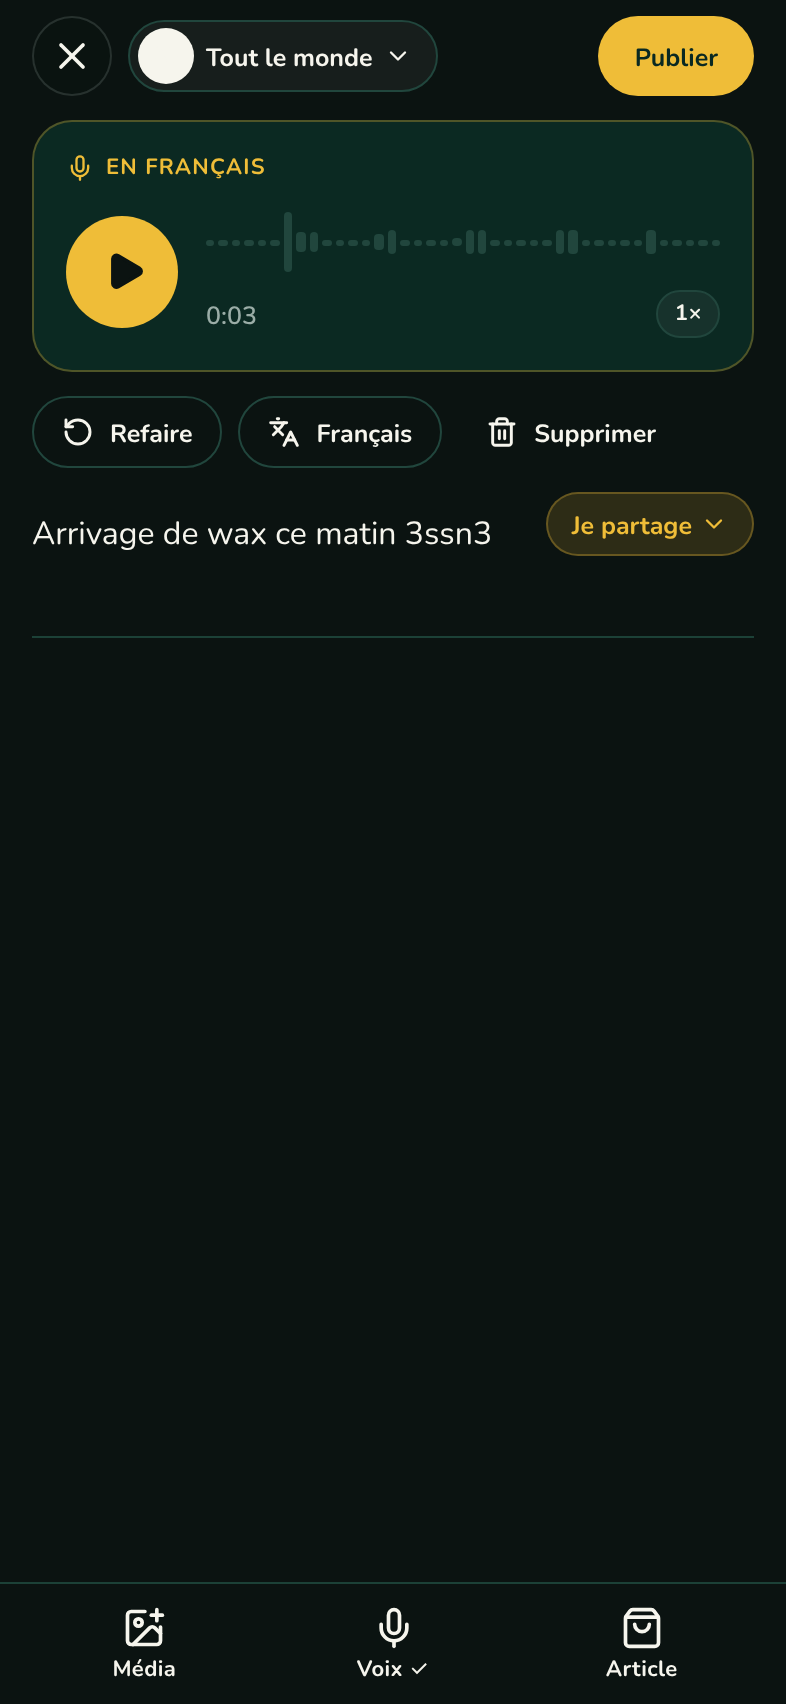 Tout le monde
Publier
EN FRANÇAIS
0:03
1×
Refaire
Français
Supprimer
Arrivage de wax ce matin 3ssn3
Je partage
Média
Voix ✓
Article